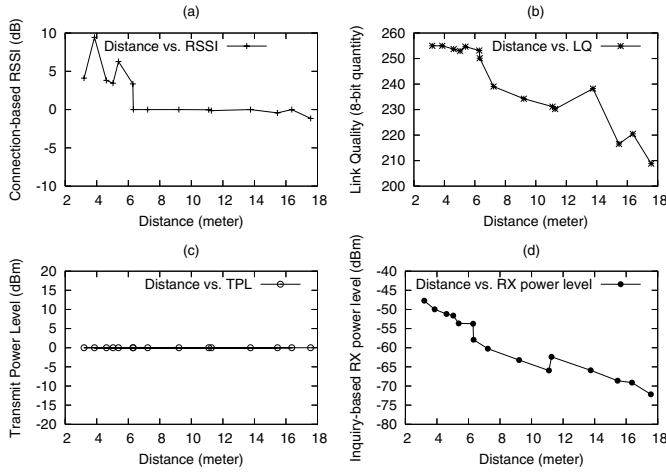 (a)
Connection-based RSSI (dB)
10
5
0
-5
-10
Distance vs. RSSI
2 4 6 8 10 12 14 16 18
Distance (meter)
(b)
Link Quality (8-bit quantity)
260
250
240
230
220
210
200
Distance vs. LQ
2 4 6 8 10 12 14 16 18
Distance (meter)
(c)
Transmit Power Level (dBm)
20
15
10
5
0
-5
-10
-15
-20
Distance vs. TPL
2 4 6 8 10 12 14 16 18
Distance (meter)
(d)
Inquiry-based RX power level (dBm)
-40
-45
-50
-55
-60
-65
-70
-75
-80
Distance vs. RX power level
2 4 6 8 10 12 14 16 18
Distance (meter)